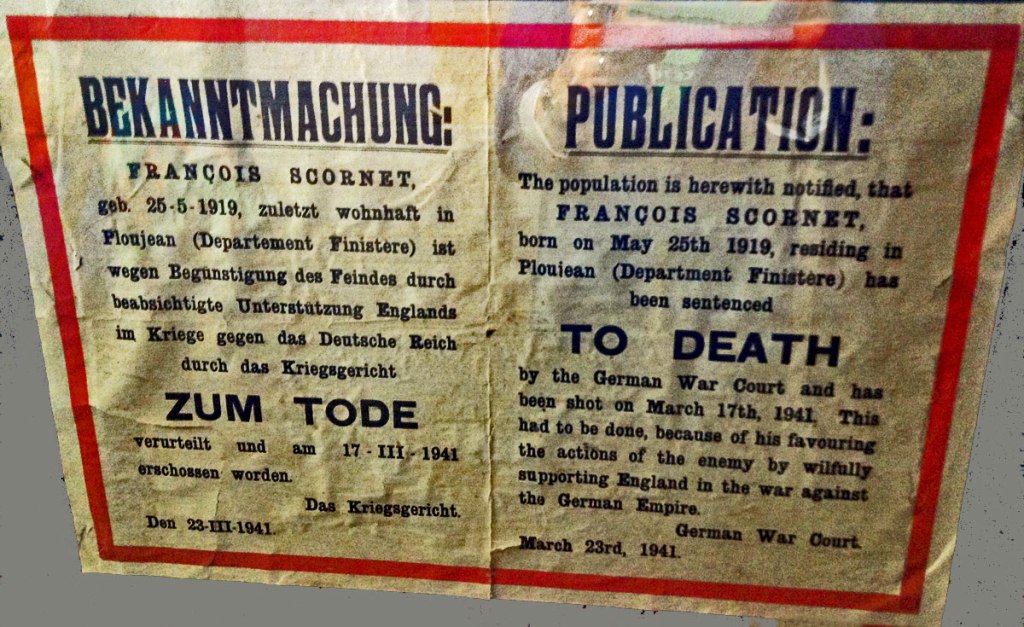 BEKANNTMACHUNG:
FRANÇOIS SCORNET,
geb. 25-5-1919, zuletzt wohnhaft in
Ploujean (Departement Finistère) ist
wegen Begünstigung des Feindes durch
beabsichtigte Unterstützung Englands
im Kriege gegen das Deutsche Reich
durch das Kriegsgericht
ZUM TODE
verurteilt und am 17-III-1941
erschossen worden.
Das Kriegsgericht.
Den 23-III-1941.
PUBLICATION:
The population is herewith notified, that
FRANÇOIS SCORNET,
born on May 25th 1919, residing in
Ploujean (Department Finistère) has
been sentenced
TO DEATH
by the German War Court and has
been shot on March 17th, 1941. This
had to be done, because of his favouring
the actions of the enemy by wilfully
supporting England in the war against
the German Empire.
German War Court.
March 23rd, 1941.